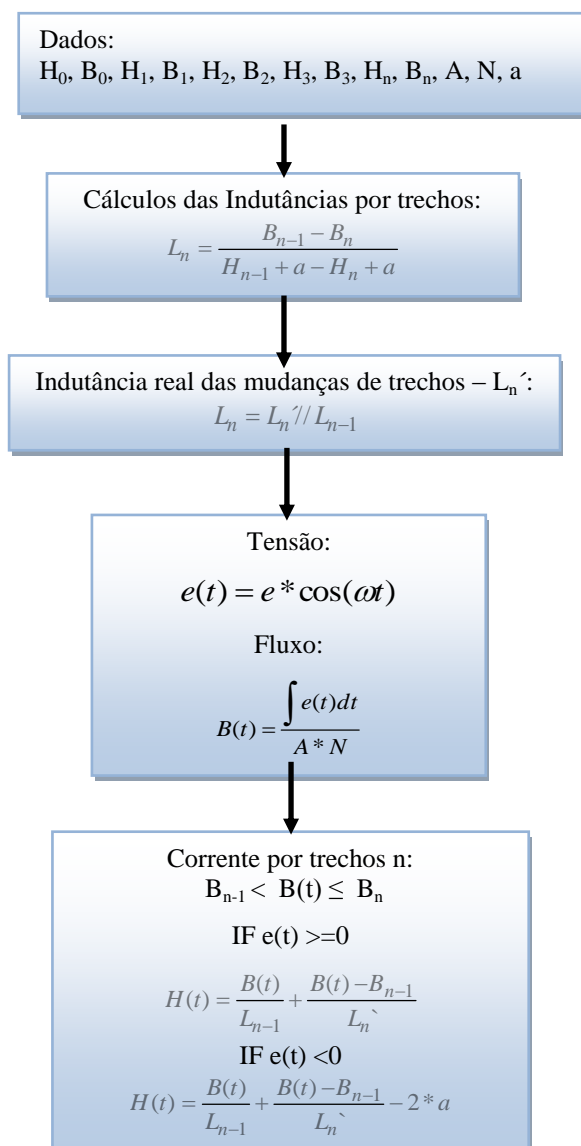 Dados:
H₀, B₀, H₁, B₁, H₂, B₂, H₃, B₃, Hₙ, Bₙ, A, N, a
Cálculos das Indutâncias por trechos:
Lₙ = (Bₙ₋₁ − Bₙ) / (Hₙ₋₁ + a − Hₙ + a)
Indutância real das mudanças de trechos – Lₙ´:
Lₙ = Lₙ´// Lₙ₋₁
Tensão:
e(t) = e * cos(ωt)
Fluxo:
B(t) = ∫ e(t)dt / A * N
Corrente por trechos n:
Bₙ₋₁ < B(t) ≤ Bₙ
IF e(t) >=0
H(t) = B(t) / Lₙ₋₁ + (B(t) − Bₙ₋₁) / Lₙ`
IF e(t) <0
H(t) = B(t) / Lₙ₋₁ + (B(t) − Bₙ₋₁) / Lₙ` − 2 * a